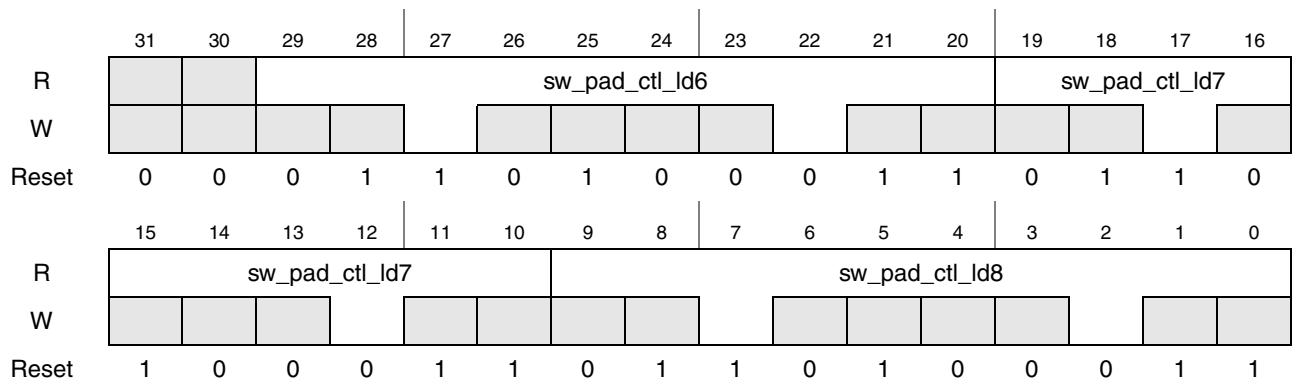 31 30 29 28 27 26 25 24 23 22 21 20 19 18 17 16
R sw_pad_ctl_ld6 sw_pad_ctl_ld7
W
Reset 0 0 0 1 1 0 1 0 0 0 1 1 0 1 1 0
15 14 13 12 11 10 9 8 7 6 5 4 3 2 1 0
R sw_pad_ctl_ld7 sw_pad_ctl_ld8
W
Reset 1 0 0 0 1 1 0 1 1 0 1 0 0 0 1 1